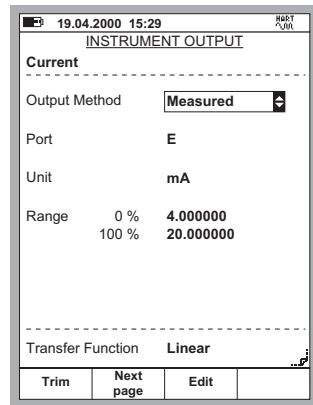 19.04.2000 15:29 HART
INSTRUMENT OUTPUT
Current
Output Method Measured
Port E
Unit mA
Range 0 % 4.000000
100 % 20.000000
Transfer Function Linear
Trim Next page Edit